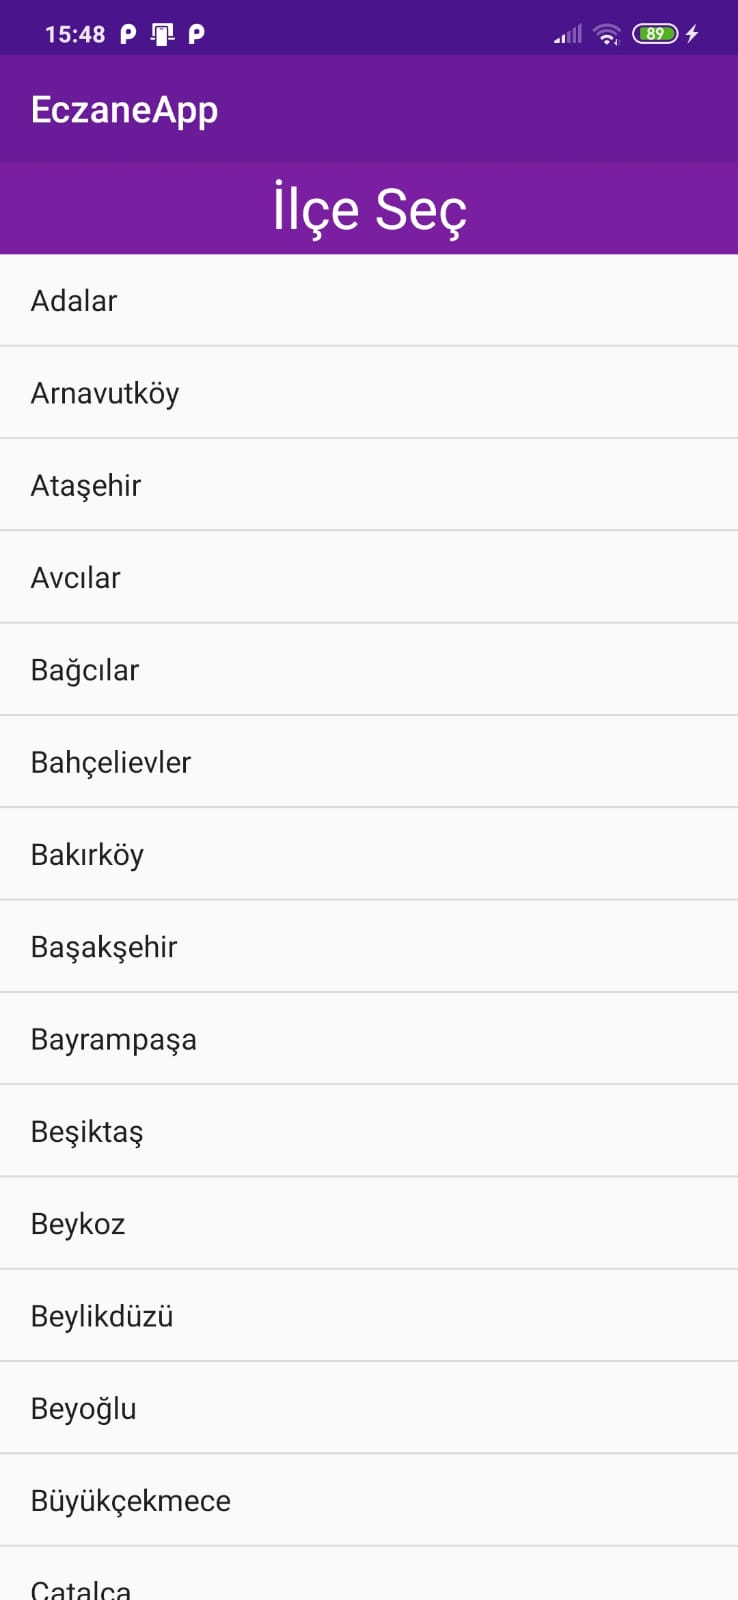 15:48
89
EczaneApp
İlçe Seç
Adalar
Arnavutköy
Ataşehir
Avcılar
Bağcılar
Bahçelievler
Bakırköy
Başakşehir
Bayrampaşa
Beşiktaş
Beykoz
Beylikdüzü
Beyoğlu
Büyükçekmece
Çatalca